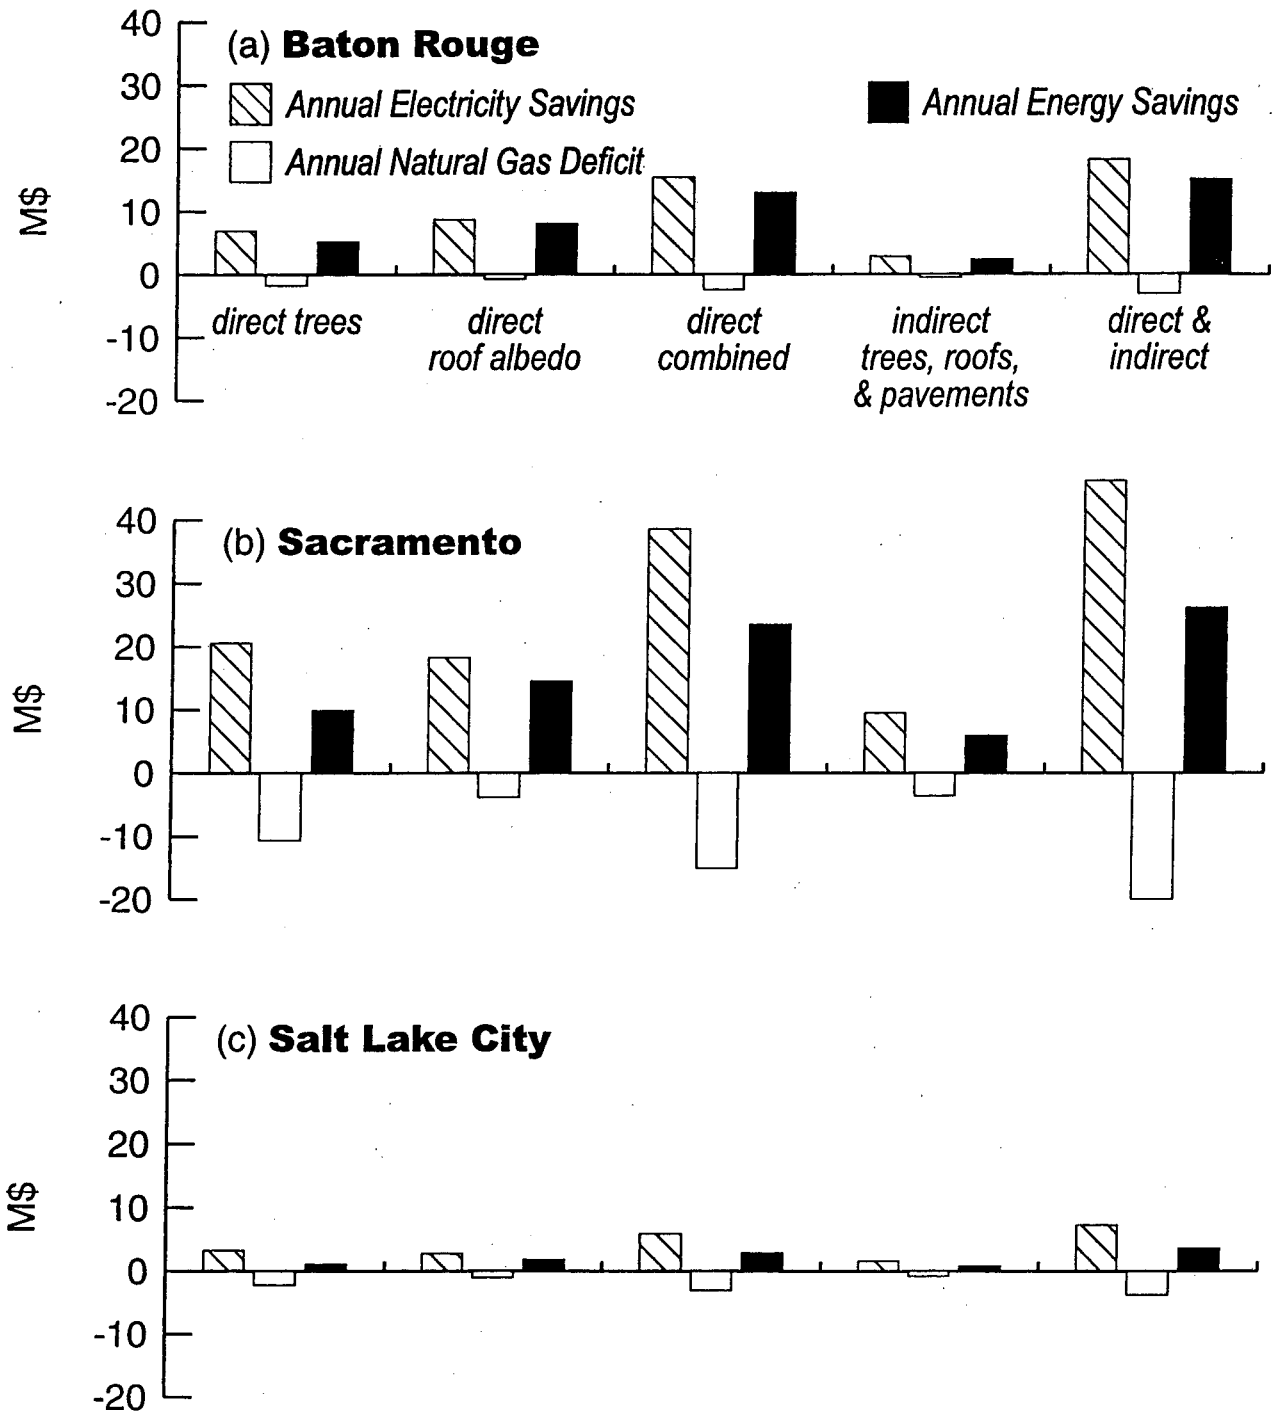 40
(a) Baton Rouge
30
Annual Electricity Savings
Annual Energy Savings
20
Annual Natural Gas Deficit
M$
10
0
direct trees
direct
roof albedo
direct
combined
indirect
trees, roofs,
& pavements
direct &
indirect
-10
-20
40
(b) Sacramento
30
20
M$
10
0
-10
-20
40
(c) Salt Lake City
30
20
M$
10
0
-10
-20